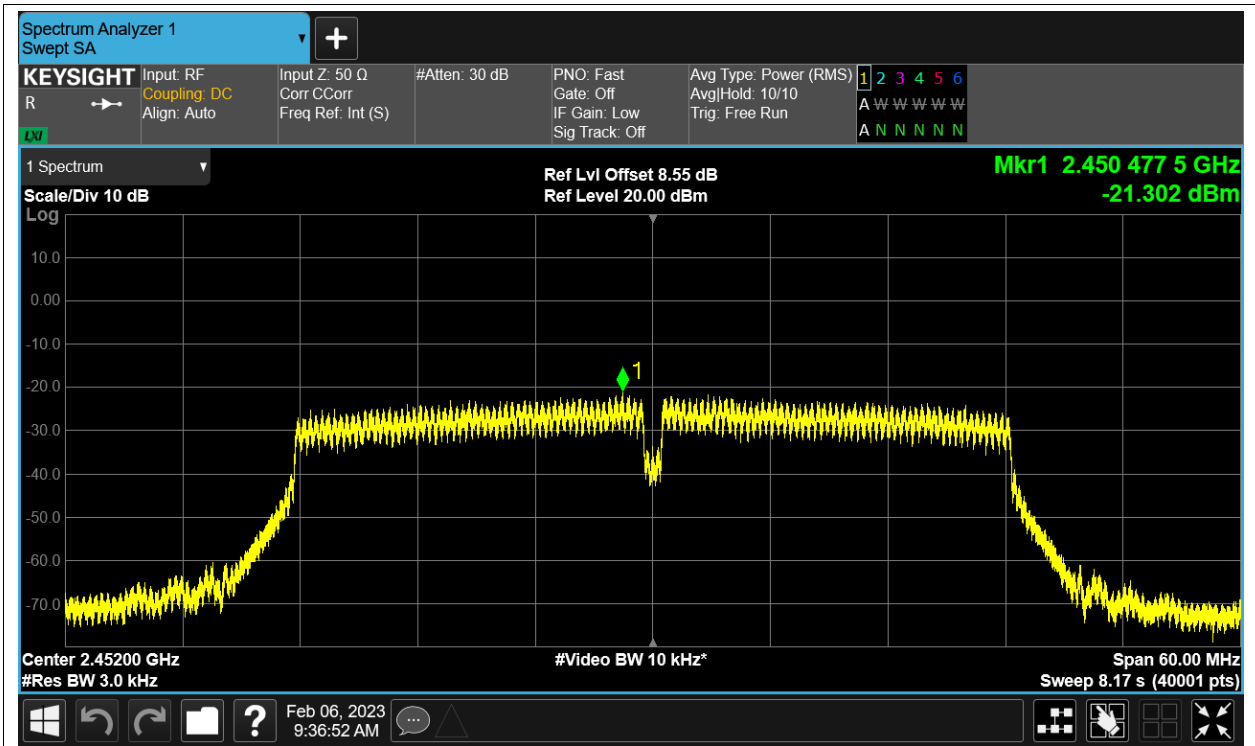 Spectrum Analyzer 1
Swept SA
KEYSIGHT
R
LXI
Input: RF
Coupling: DC
Align: Auto
Input Z: 50 Ω
Corr CCorr
Freq Ref: Int (S)
#Atten: 30 dB
PNO: Fast
Gate: Off
IF Gain: Low
Sig Track: Off
Avg Type: Power (RMS)
Avg|Hold: 10/10
Trig: Free Run
1 2 3 4 5 6
A W W W W W
A N N N N N
1 Spectrum
Scale/Div 10 dB
Log
Ref Lvl Offset 8.55 dB
Ref Level 20.00 dBm
Mkr1 2.450 477 5 GHz
-21.302 dBm
10.0
0.00
-10.0
-20.0
-30.0
-40.0
-50.0
-60.0
-70.0
1
Center 2.45200 GHz
#Res BW 3.0 kHz
#Video BW 10 kHz*
Span 60.00 MHz
Sweep 8.17 s (40001 pts)
?
Feb 06, 2023
9:36:52 AM